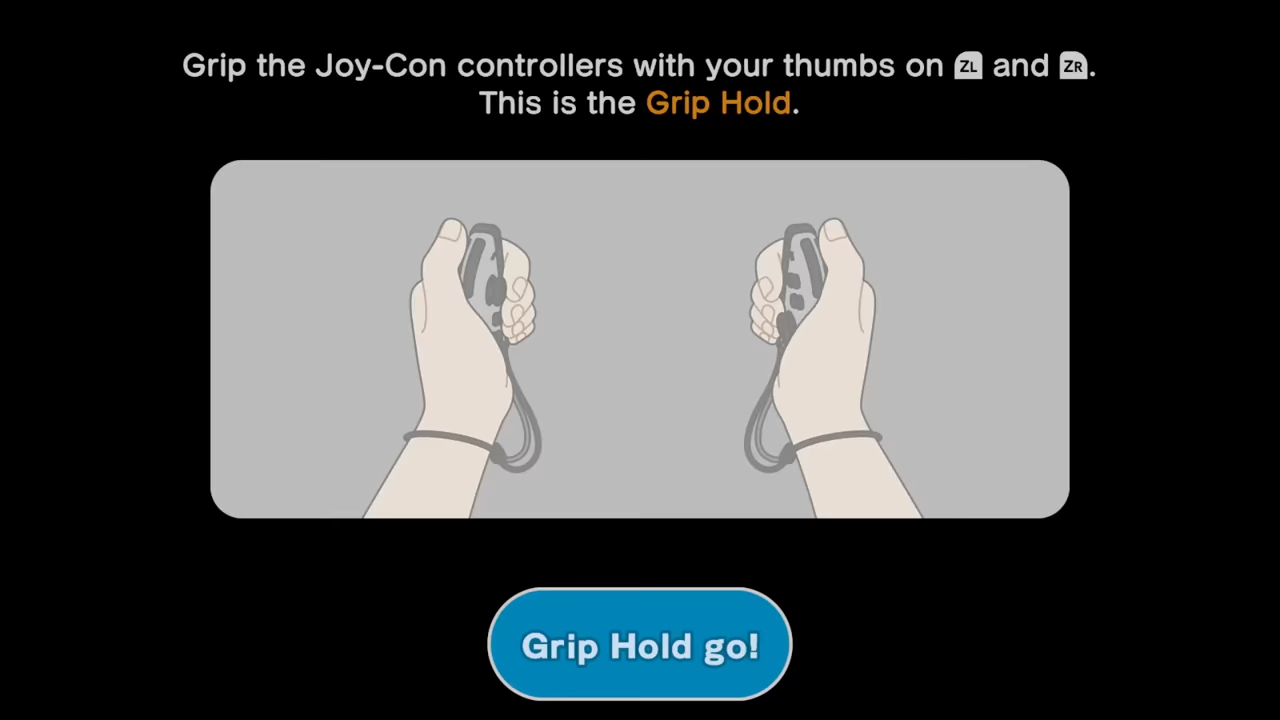 Grip the Joy-Con controllers with your thumbs on ZL and ZR.
This is the Grip Hold.
Grip Hold go!